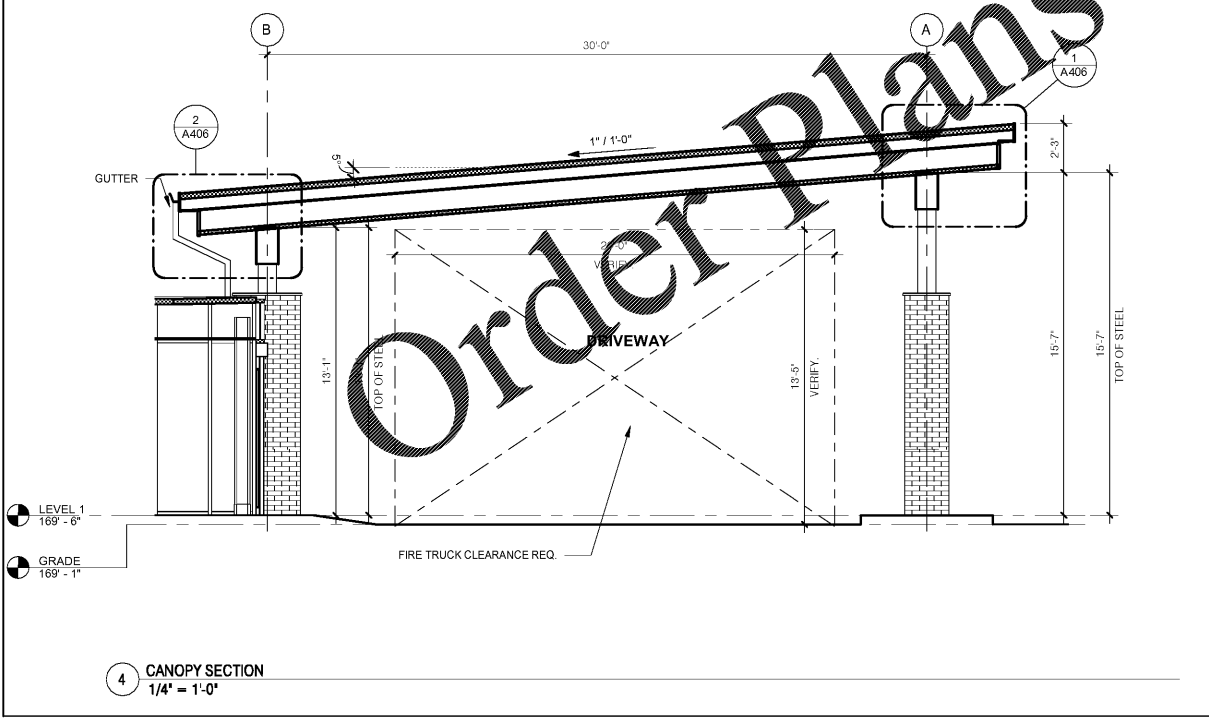 B
A
30'-0"
1
A406
2
A406
1" / 1'-0"
5°
2'-3"
GUTTER
VERIFY.
DRIVEWAY
13'-1"
TOP OF STEEL
13'-5"
VERIFY.
15'-7"
15'-7"
TOP OF STEEL
LEVEL 1
169' - 6"
GRADE
169' - 1"
FIRE TRUCK CLEARANCE REQ.
4
CANOPY SECTION
1/4" = 1'-0"
Order Plans